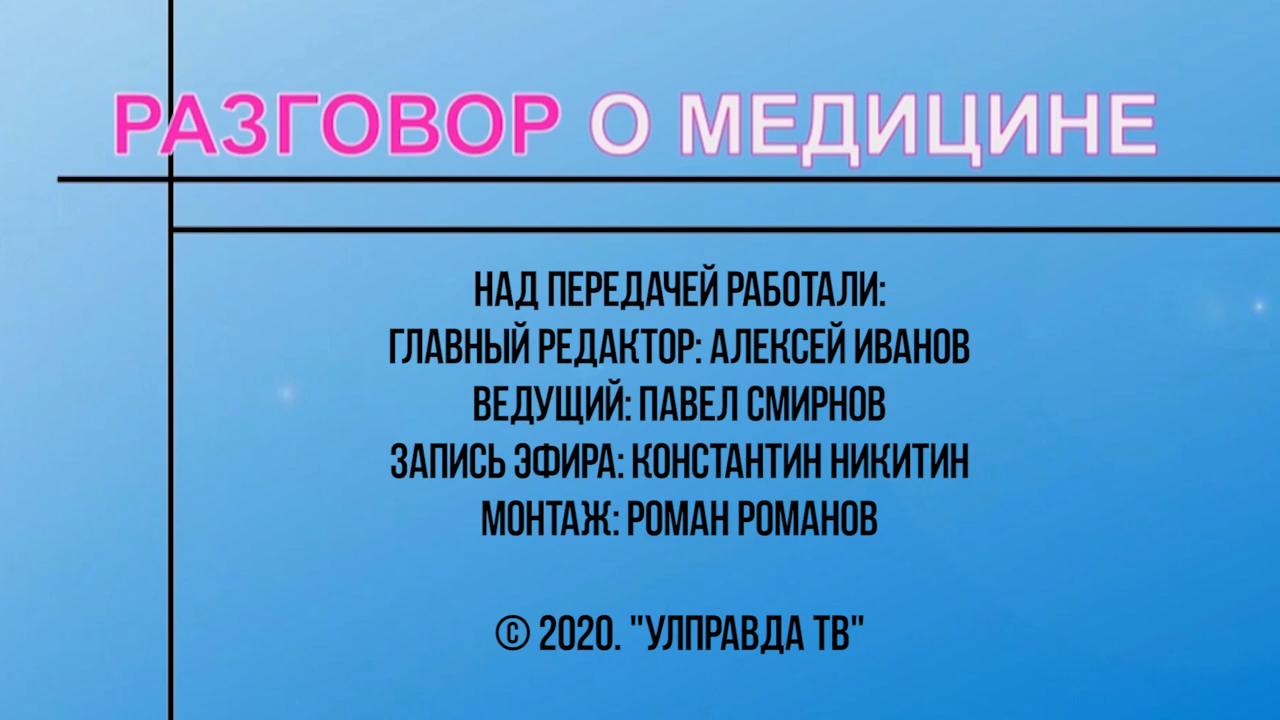 РАЗГОВОР О МЕДИЦИНЕ
НАД ПЕРЕДАЧЕЙ РАБОТАЛИ:
ГЛАВНЫЙ РЕДАКТОР: АЛЕКСЕЙ ИВАНОВ
ВЕДУЩИЙ: ПАВЕЛ СМИРНОВ
ЗАПИСЬ ЭФИРА: КОНСТАНТИН НИКИТИН
МОНТАЖ: РОМАН РОМАНОВ
© 2020. "УЛПРАВДА ТВ"